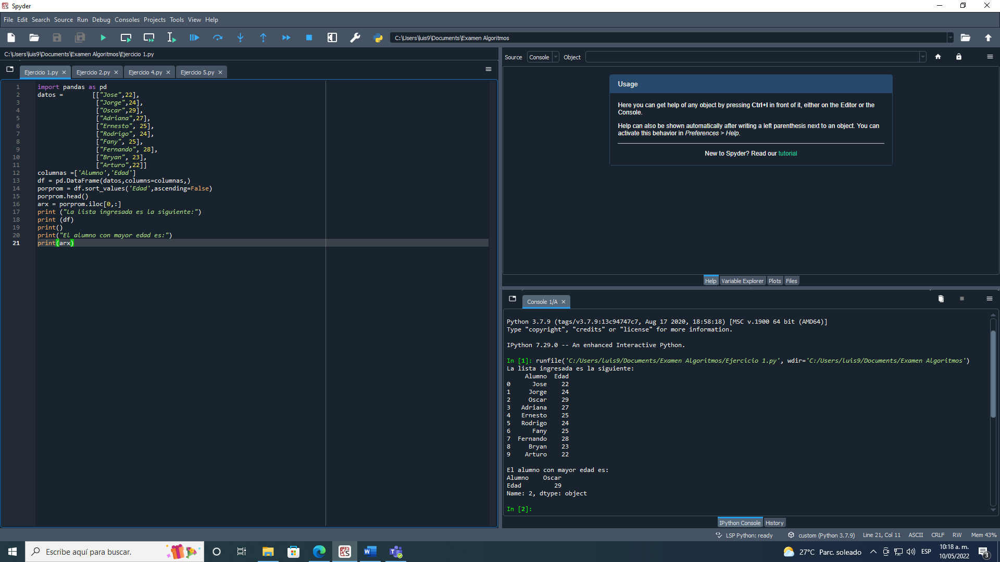 Spyder
File Edit Search Source Run Debug Consoles Projects Tools View Help
C:\Users\luis9\Documents\Examen Algoritmos
C:\Users\luis9\Documents\Examen Algoritmos\Ejercicio 1.py
Ejercicio 1.py Ejercicio 2.py Ejercicio 4.py Ejercicio 5.py
1 import pandas as pd
2 datos = [["Jose",22],
3 ["Jorge",24],
4 ["Oscar",29],
5 ["Adriana",27],
6 ["Ernesto", 25],
7 ["Rodrigo", 24],
8 ["Fany", 25],
9 ["Fernando", 28],
10 ["Bryan", 23],
11 ["Arturo",22]]
12 columnas =['Alumno','Edad']
13 df = pd.DataFrame(datos,columns=columnas,)
14 porprom = df.sort_values('Edad',ascending=False)
15 porprom.head()
16 arx = porprom.iloc[0,:]
17 print ("La lista ingresada es la siguiente:")
18 print (df)
19 print()
20 print("El alumno con mayor edad es:")
21 print(arx)
Source Console Object
Usage
Here you can get help of any object by pressing Ctrl+I in front of it, either on the Editor or the
Console.
Help can also be shown automatically after writing a left parenthesis next to an object. You can
activate this behavior in Preferences > Help.
New to Spyder? Read our tutorial
Help Variable Explorer Plots Files
Console 1/A
Python 3.7.9 (tags/v3.7.9:13c94747c7, Aug 17 2020, 18:58:18) [MSC v.1900 64 bit (AMD64)]
Type "copyright", "credits" or "license" for more information.
IPython 7.29.0 -- An enhanced Interactive Python.
In [1]: runfile('C:/Users/luis9/Documents/Examen Algoritmos/Ejercicio 1.py', wdir='C:/Users/luis9/Documents/Examen Algoritmos')
La lista ingresada es la siguiente:
Alumno Edad
0 Jose 22
1 Jorge 24
2 Oscar 29
3 Adriana 27
4 Ernesto 25
5 Rodrigo 24
6 Fany 25
7 Fernando 28
8 Bryan 23
9 Arturo 22
El alumno con mayor edad es:
Alumno Oscar
Edad 29
Name: 2, dtype: object
In [2]:
IPython Console History
LSP Python: ready custom (Python 3.7.9) Line 21, Col 11 ASCII CRLF RW Mem 43%
Escribe aquí para buscar.
27°C Parc. soleado ESP
10:18 a. m.
10/05/2022
3